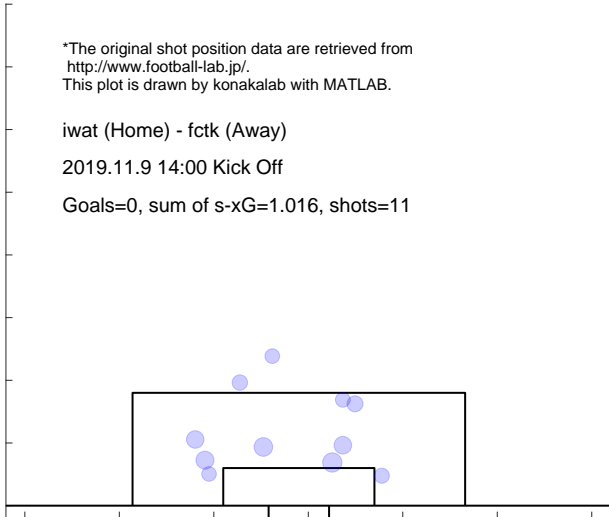 *The original shot position data are retrieved from
http://www.football-lab.jp/.
This plot is drawn by konakalab with MATLAB.
iwat (Home) - fctk (Away)
2019.11.9 14:00 Kick Off
Goals=0, sum of s-xG=1.016, shots=11